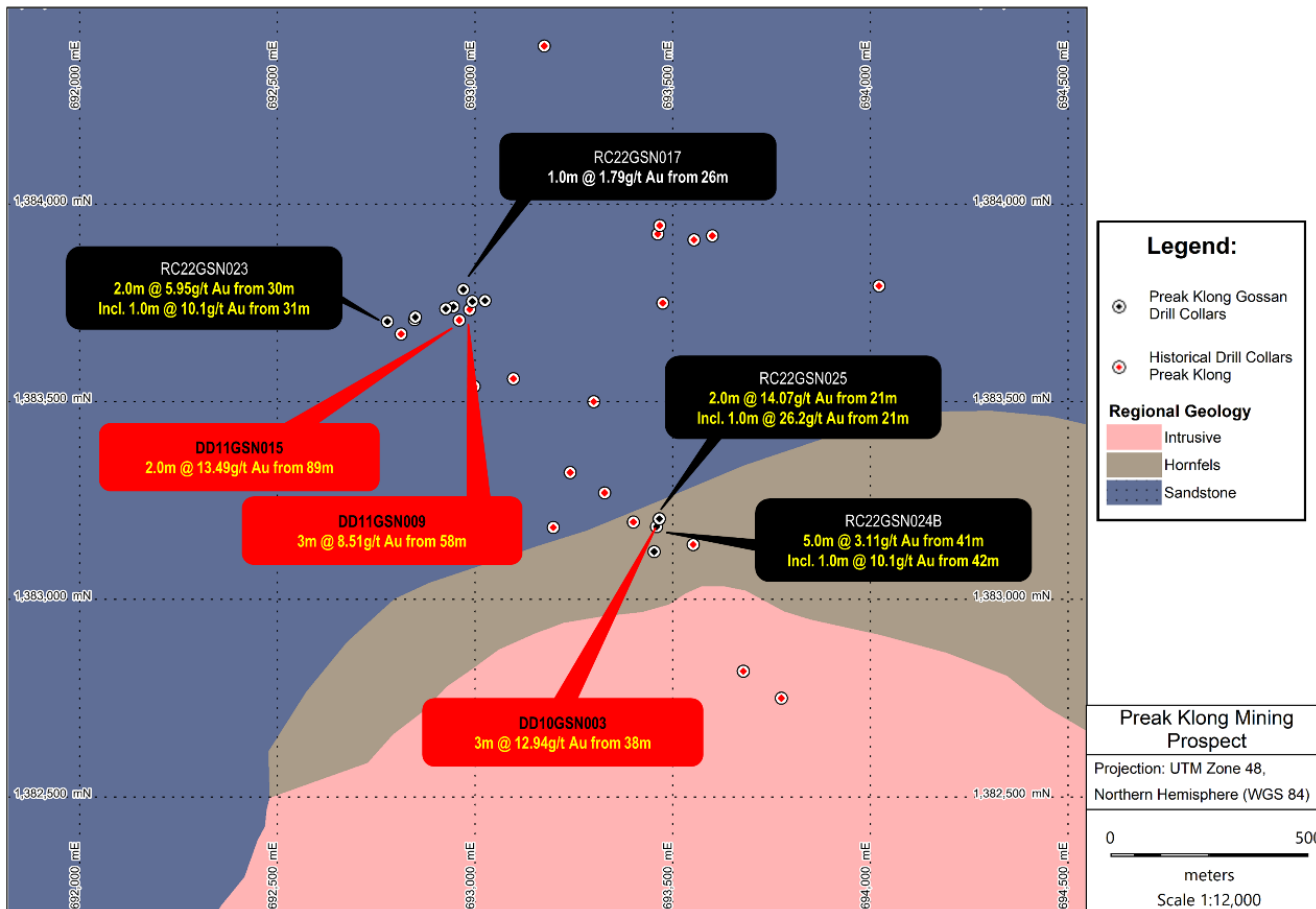 692,000 mE
692,500 mE
693,000 mE
693,500 mE
694,000 mE
694,500 mE
RC22GSN017
1.0m @ 1.79g/t Au from 26m
1,384,000 mN
1,384,000 mN
RC22GSN023
2.0m @ 5.95g/t Au from 30m
Incl. 1.0m @ 10.1g/t Au from 31m
RC22GSN025
2.0m @ 14.07g/t Au from 21m
Incl. 1.0m @ 26.2g/t Au from 21m
1,383,500 mN
1,383,500 mN
DD11GSN015
2.0m @ 13.49g/t Au from 89m
DD11GSN009
3m @ 8.51g/t Au from 58m
RC22GSN024B
5.0m @ 3.11g/t Au from 41m
Incl. 1.0m @ 10.1g/t Au from 42m
1,383,000 mN
1,383,000 mN
DD10GSN003
3m @ 12.94g/t Au from 38m
1,382,500 mN
1,382,500 mN
692,000 mE
692,500 mE
693,000 mE
693,500 mE
694,000 mE
694,500 mE
Legend:
Preak Klong Gossan
Drill Collars
Historical Drill Collars
Preak Klong
Regional Geology
Intrusive
Hornfels
Sandstone
Preak Klong Mining
Prospect
Projection: UTM Zone 48,
Northern Hemisphere (WGS 84)
0 500
meters
Scale 1:12,000